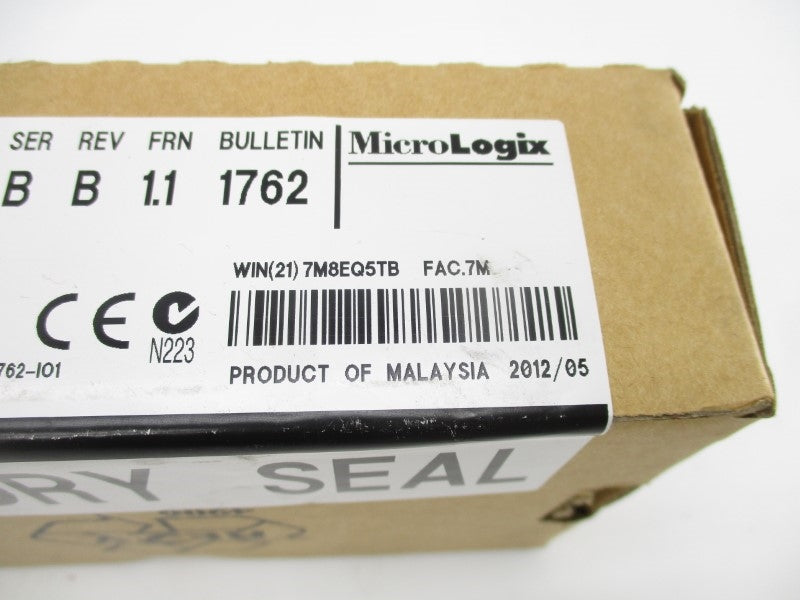 SER REV FRN BULLETIN
B B 1.1 1762
MicroLogix
WIN(21) 7M8EQ5TB FAC.7M
CE
N223
762-IO1
PRODUCT OF MALAYSIA 2012/05
ORY SEAL